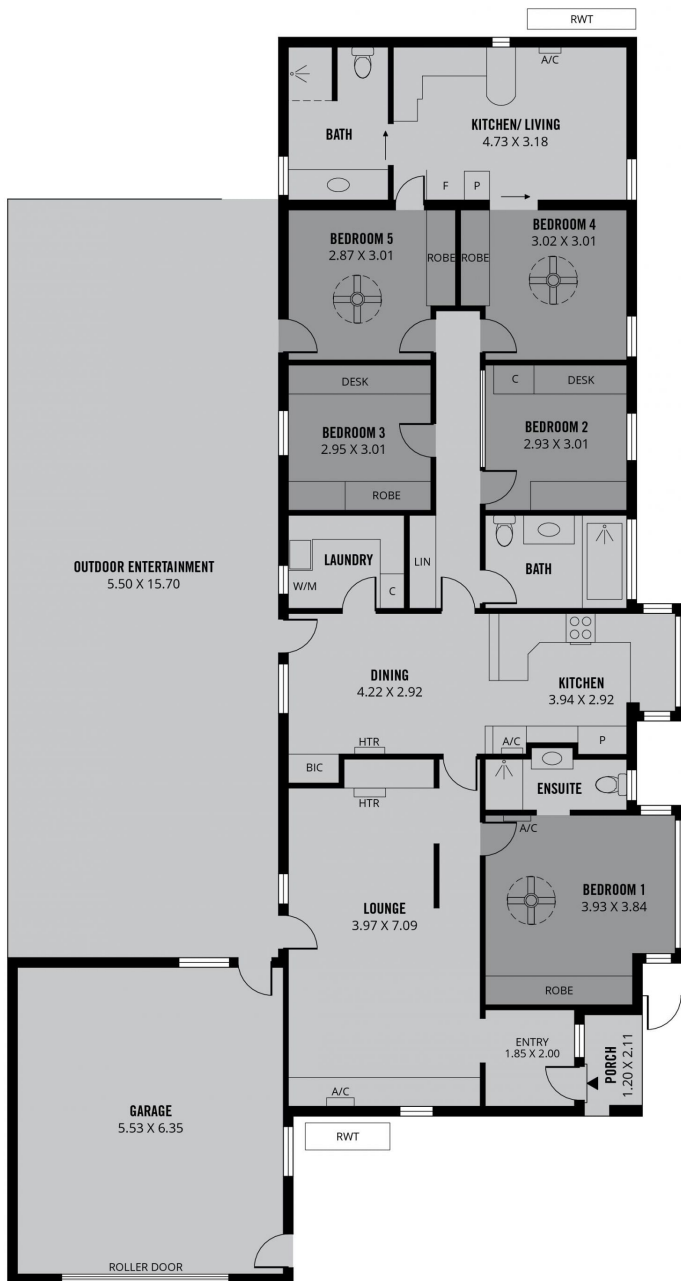 RWT
A/C
BATH
KITCHEN/ LIVING
4.73 X 3.18
F
P
BEDROOM 5
2.87 X 3.01
ROBE
ROBE
BEDROOM 4
3.02 X 3.01
DESK
BEDROOM 3
2.95 X 3.01
ROBE
C
DESK
BEDROOM 2
2.93 X 3.01
OUTDOOR ENTERTAINMENT
5.50 X 15.70
LAUNDRY
W/M
C
LIN
BATH
DINING
4.22 X 2.92
KITCHEN
3.94 X 2.92
HTR
A/C
P
BIC
HTR
ENSUITE
A/C
LOUNGE
3.97 X 7.09
BEDROOM 1
3.93 X 3.84
ROBE
ENTRY
1.85 X 2.00
PORCH
1.20 X 2.11
A/C
RWT
GARAGE
5.53 X 6.35
ROLLER DOOR